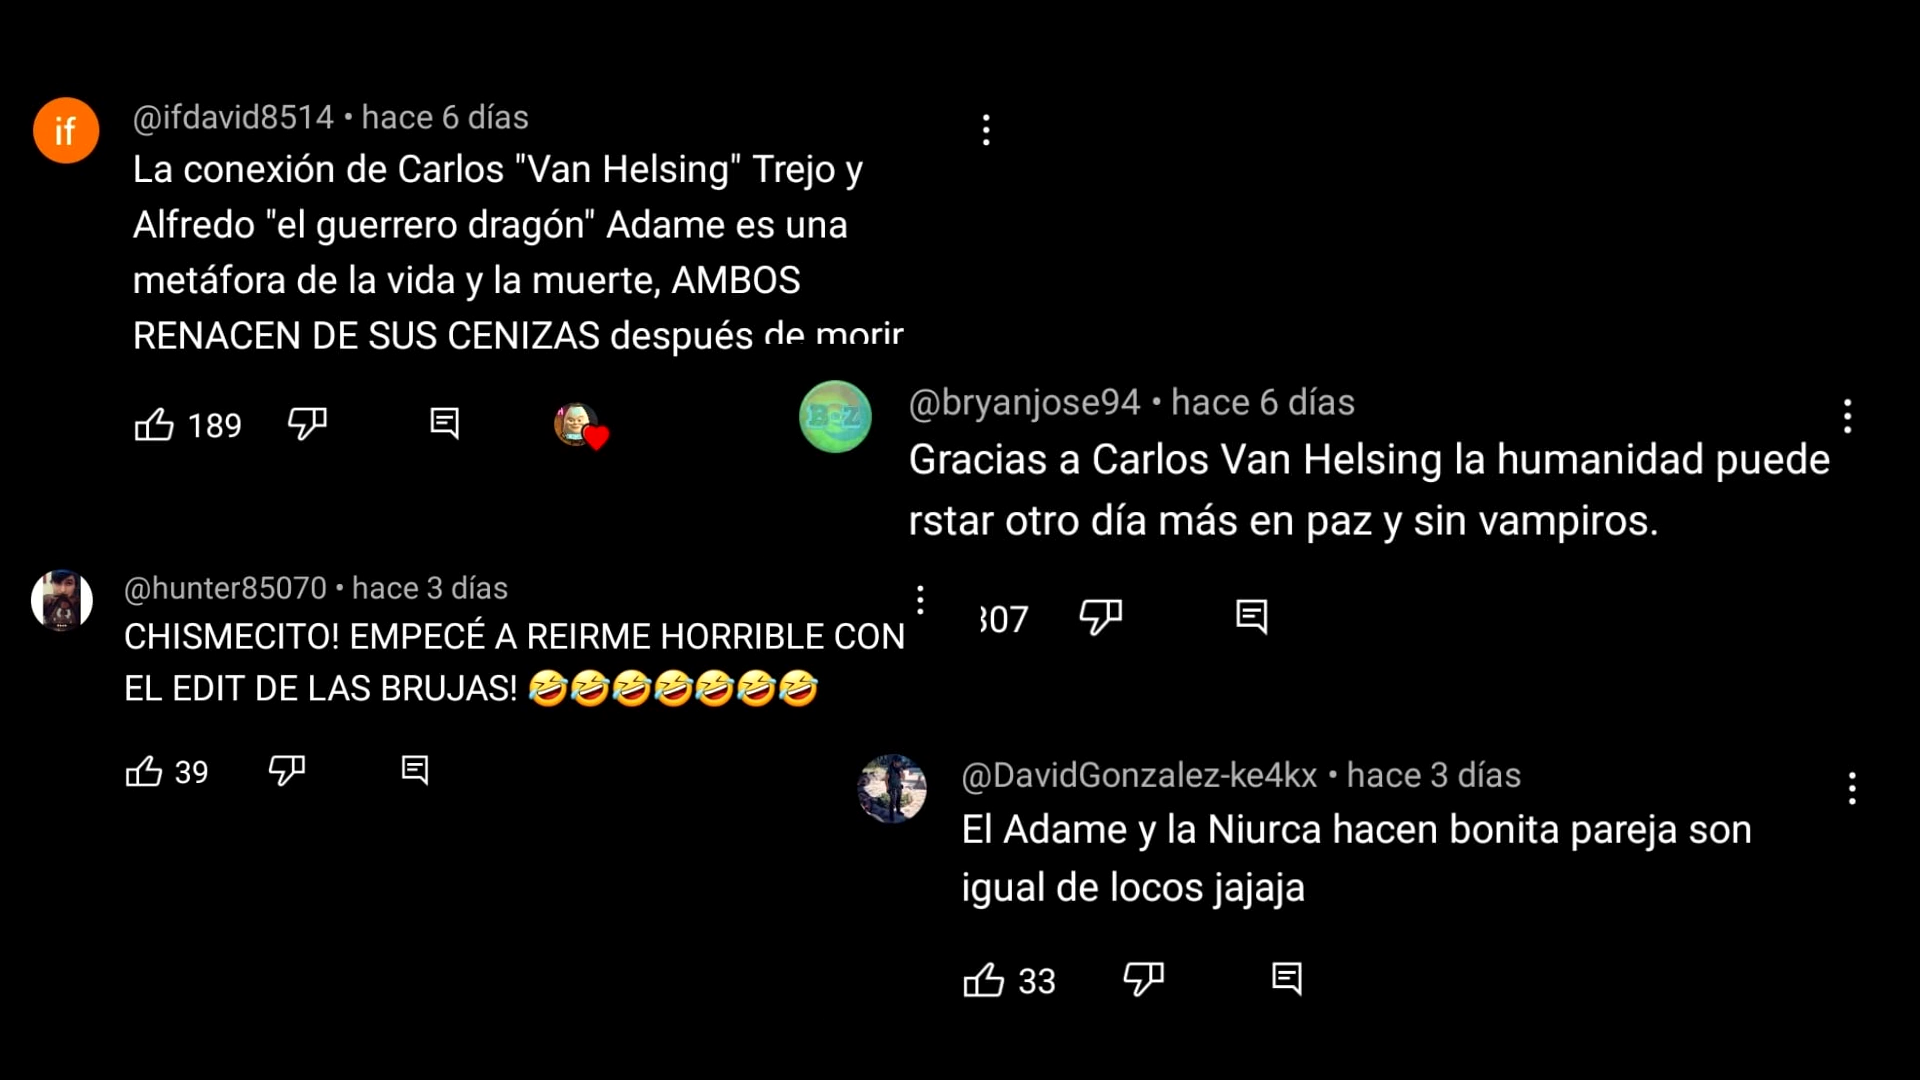 if
@ifdavid8514 • hace 6 días
La conexión de Carlos "Van Helsing" Trejo y
Alfredo "el guerrero dragón" Adame es una
metáfora de la vida y la muerte, AMBOS
RENACEN DE SUS CENIZAS después de morir
189
@bryanjose94 • hace 6 días
Gracias a Carlos Van Helsing la humanidad puede
rstar otro día más en paz y sin vampiros.
@hunter85070 • hace 3 días
CHISMECITO! EMPECÉ A REIRME HORRIBLE CON
EL EDIT DE LAS BRUJAS! 🤣🤣🤣🤣🤣🤣🤣
39
@DavidGonzalez-ke4kx • hace 3 días
El Adame y la Niurca hacen bonita pareja son
igual de locos jajaja
33